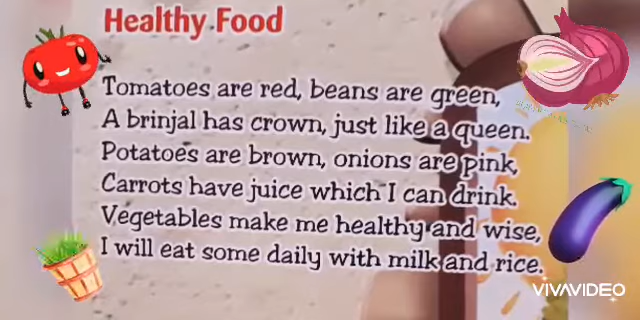 Healthy Food
Tomatoes are red, beans are green,
A brinjal has crown, just like a queen.
Potatoes are brown, onions are pink,
Carrots have juice which I can drink.
Vegetables make me healthy and wise,
I will eat some daily with milk and rice.
VIVAVIDEO